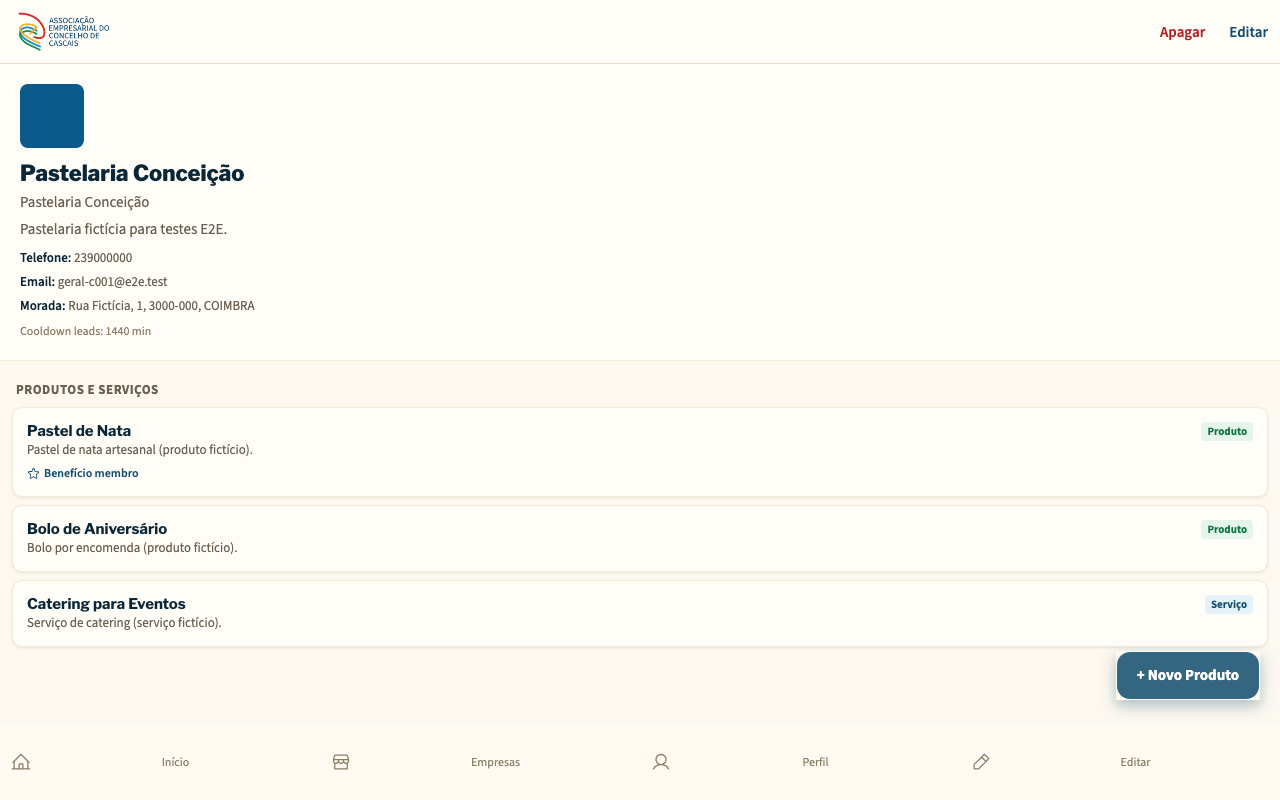 ASSOCIAÇÃO
EMPRESARIAL DO
CONCELHO DE
CASCAIS
Apagar
Editar
Pastelaria Conceição
Pastelaria Conceição
Pastelaria fictícia para testes E2E.
Telefone: 239000000
Email: geral-c001@e2e.test
Morada: Rua Fictícia, 1, 3000-000, COIMBRA
Cooldown leads: 1440 min
PRODUTOS E SERVIÇOS
Pastel de Nata
Produto
Pastel de nata artesanal (produto fictício).
Benefício membro
Bolo de Aniversário
Produto
Bolo por encomenda (produto fictício).
Catering para Eventos
Serviço
Serviço de catering (serviço fictício).
+ Novo Produto
Início
Empresas
Perfil
Editar